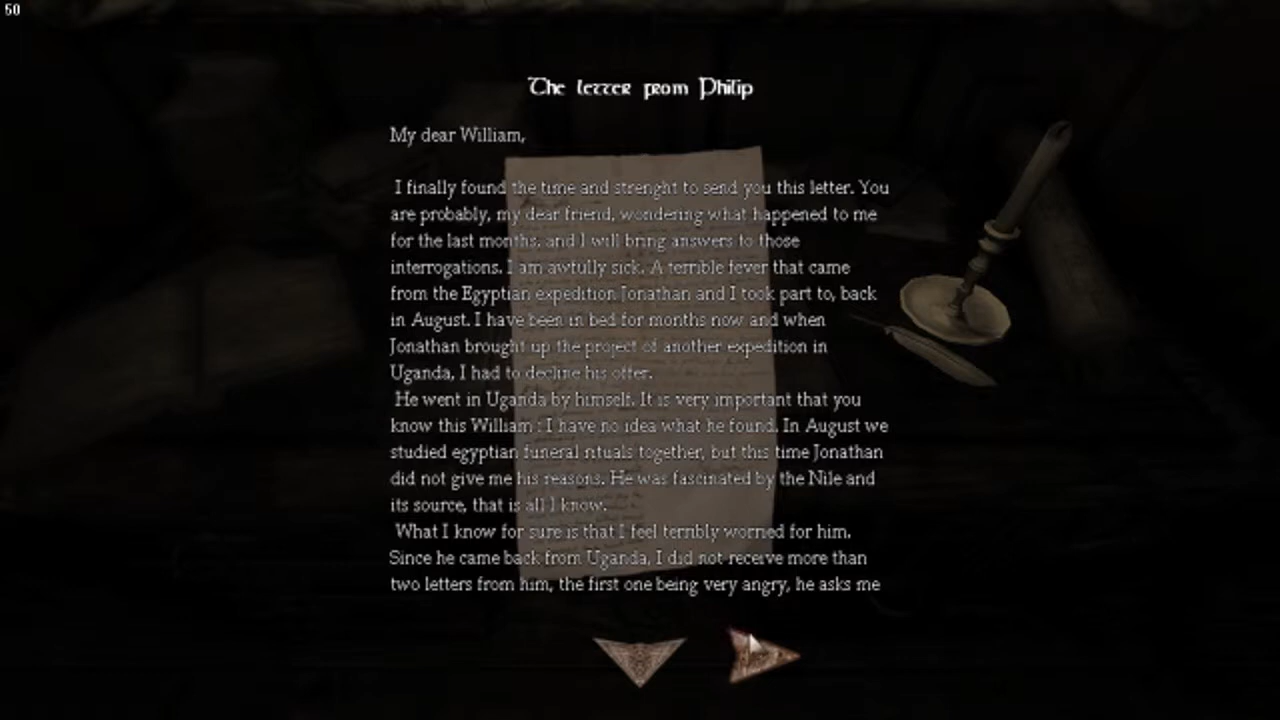 50
The letter from Philip
My dear William,
I finally found the time and strenght to send you this letter. You
are probably, my dear friend, wondering what happened to me
for the last months, and I will bring answers to those
interrogations. I am awfully sick. A terrible fever that came
from the Egyptian expedition Jonathan and I took part to, back
in August. I have been in bed for months now and when
Jonathan brought up the project of another expedition in
Uganda, I had to decline his offer.
He went in Uganda by himself. It is very important that you
know this William : I have no idea what he found. In August we
studied egyptian funeral rituals together, but this time Jonathan
did not give me his reasons. He was fascinated by the Nile and
its source, that is all I know.
What I know for sure is that I feel terribly worried for him.
Since he came back from Uganda, I did not receive more than
two letters from him, the first one being very angry, he asks me